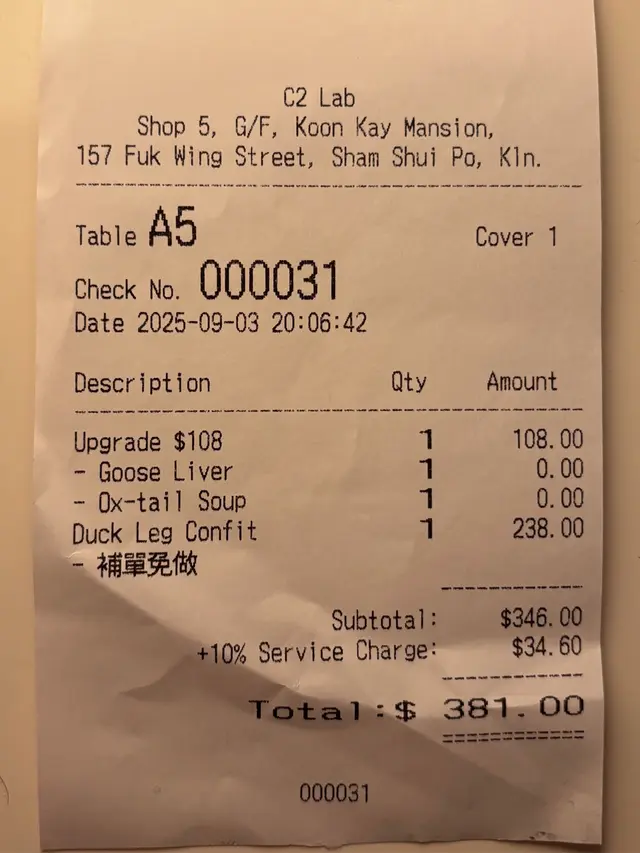 C2 Lab
Shop 5, G/F, Koon Kay Mansion,
157 Fuk Wing Street, Sham Shui Po, Kln.
Table A5 Cover 1
Check No. 000031
Date 2025-09-03 20:06:42
Description Qty Amount
Upgrade $108 1 108.00
- Goose Liver 1 0.00
- Ox-tail Soup 1 0.00
Duck Leg Confit 1 238.00
- 補單免做
Subtotal: $346.00
+10% Service Charge: $34.60
Total:$ 381.00
000031